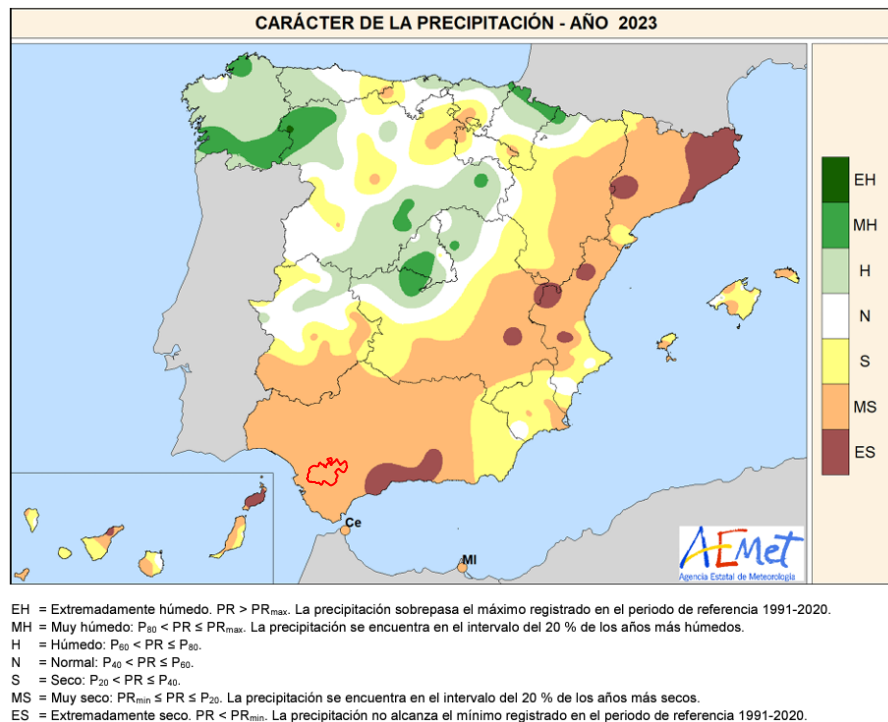 CARÁCTER DE LA PRECIPITACIÓN - AÑO 2023
EH
MH
H
N
S
MS
ES
Ce
Ml
AEMet
Agencia Estatal de Meteorología
EH = Extremadamente húmedo. PR > PRmax. La precipitación sobrepasa el máximo registrado en el periodo de referencia 1991-2020.
MH = Muy húmedo: P80 < PR ≤ PRmax. La precipitación se encuentra en el intervalo del 20 % de los años más húmedos.
H = Húmedo: P60 < PR ≤ P80.
N = Normal: P40 < PR ≤ P60.
S = Seco: P20 < PR ≤ P40.
MS = Muy seco: PRmin ≤ PR ≤ P20. La precipitación se encuentra en el intervalo del 20 % de los años más secos.
ES = Extremadamente seco. PR < PRmin. La precipitación no alcanza el mínimo registrado en el periodo de referencia 1991-2020.